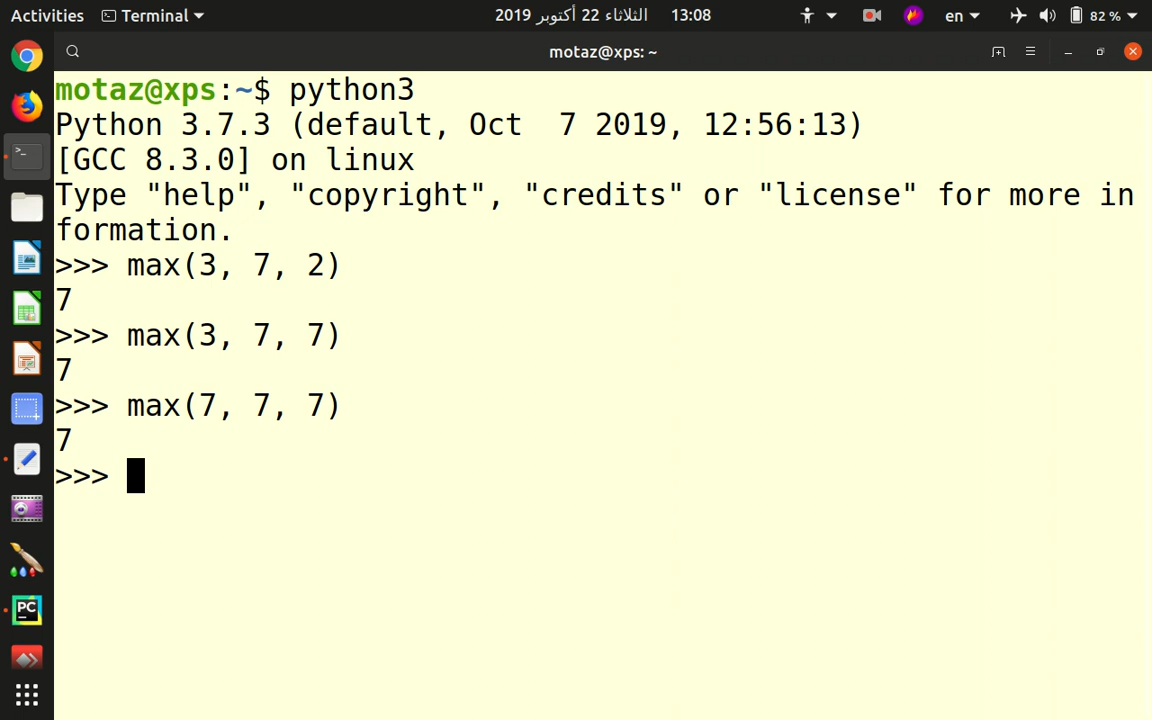 Activities Terminal الثلاثاء 22 أكتوبر 2019 13:08 en 82 %
motaz@xps: ~
motaz@xps:~$ python3
Python 3.7.3 (default, Oct  7 2019, 12:56:13)
[GCC 8.3.0] on linux
Type "help", "copyright", "credits" or "license" for more in
formation.
>>> max(3, 7, 2)
7
>>> max(3, 7, 7)
7
>>> max(7, 7, 7)
7
>>>
PC